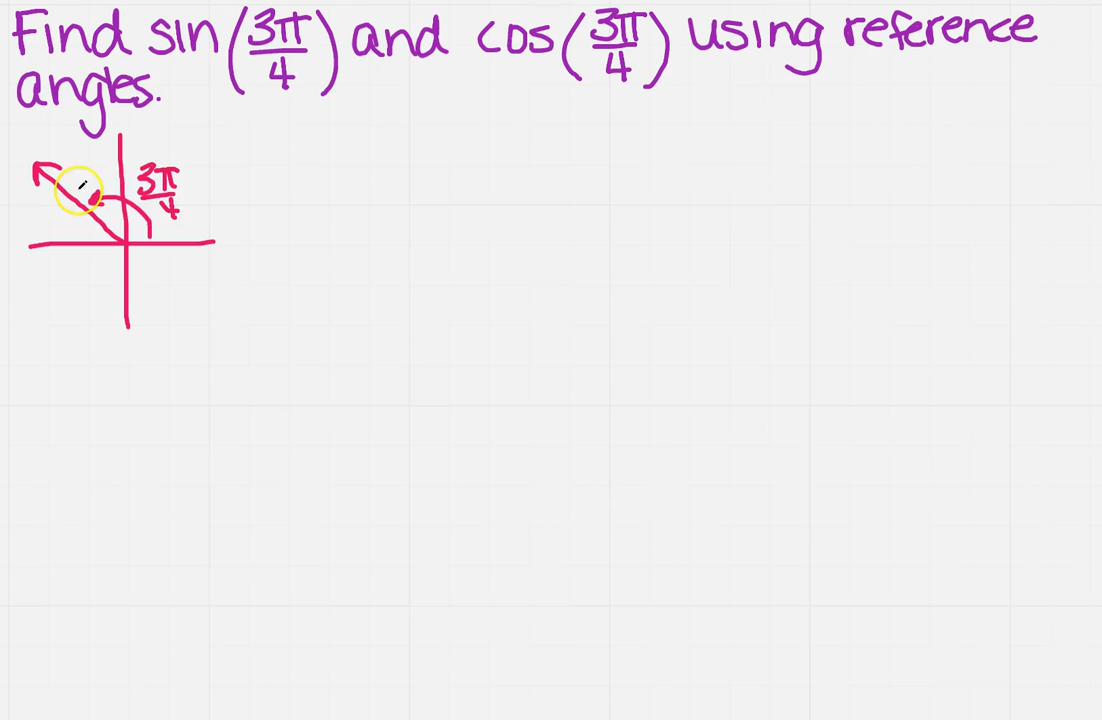 Find sin(3π/4) and cos(3π/4) using reference
angles.
3π/4